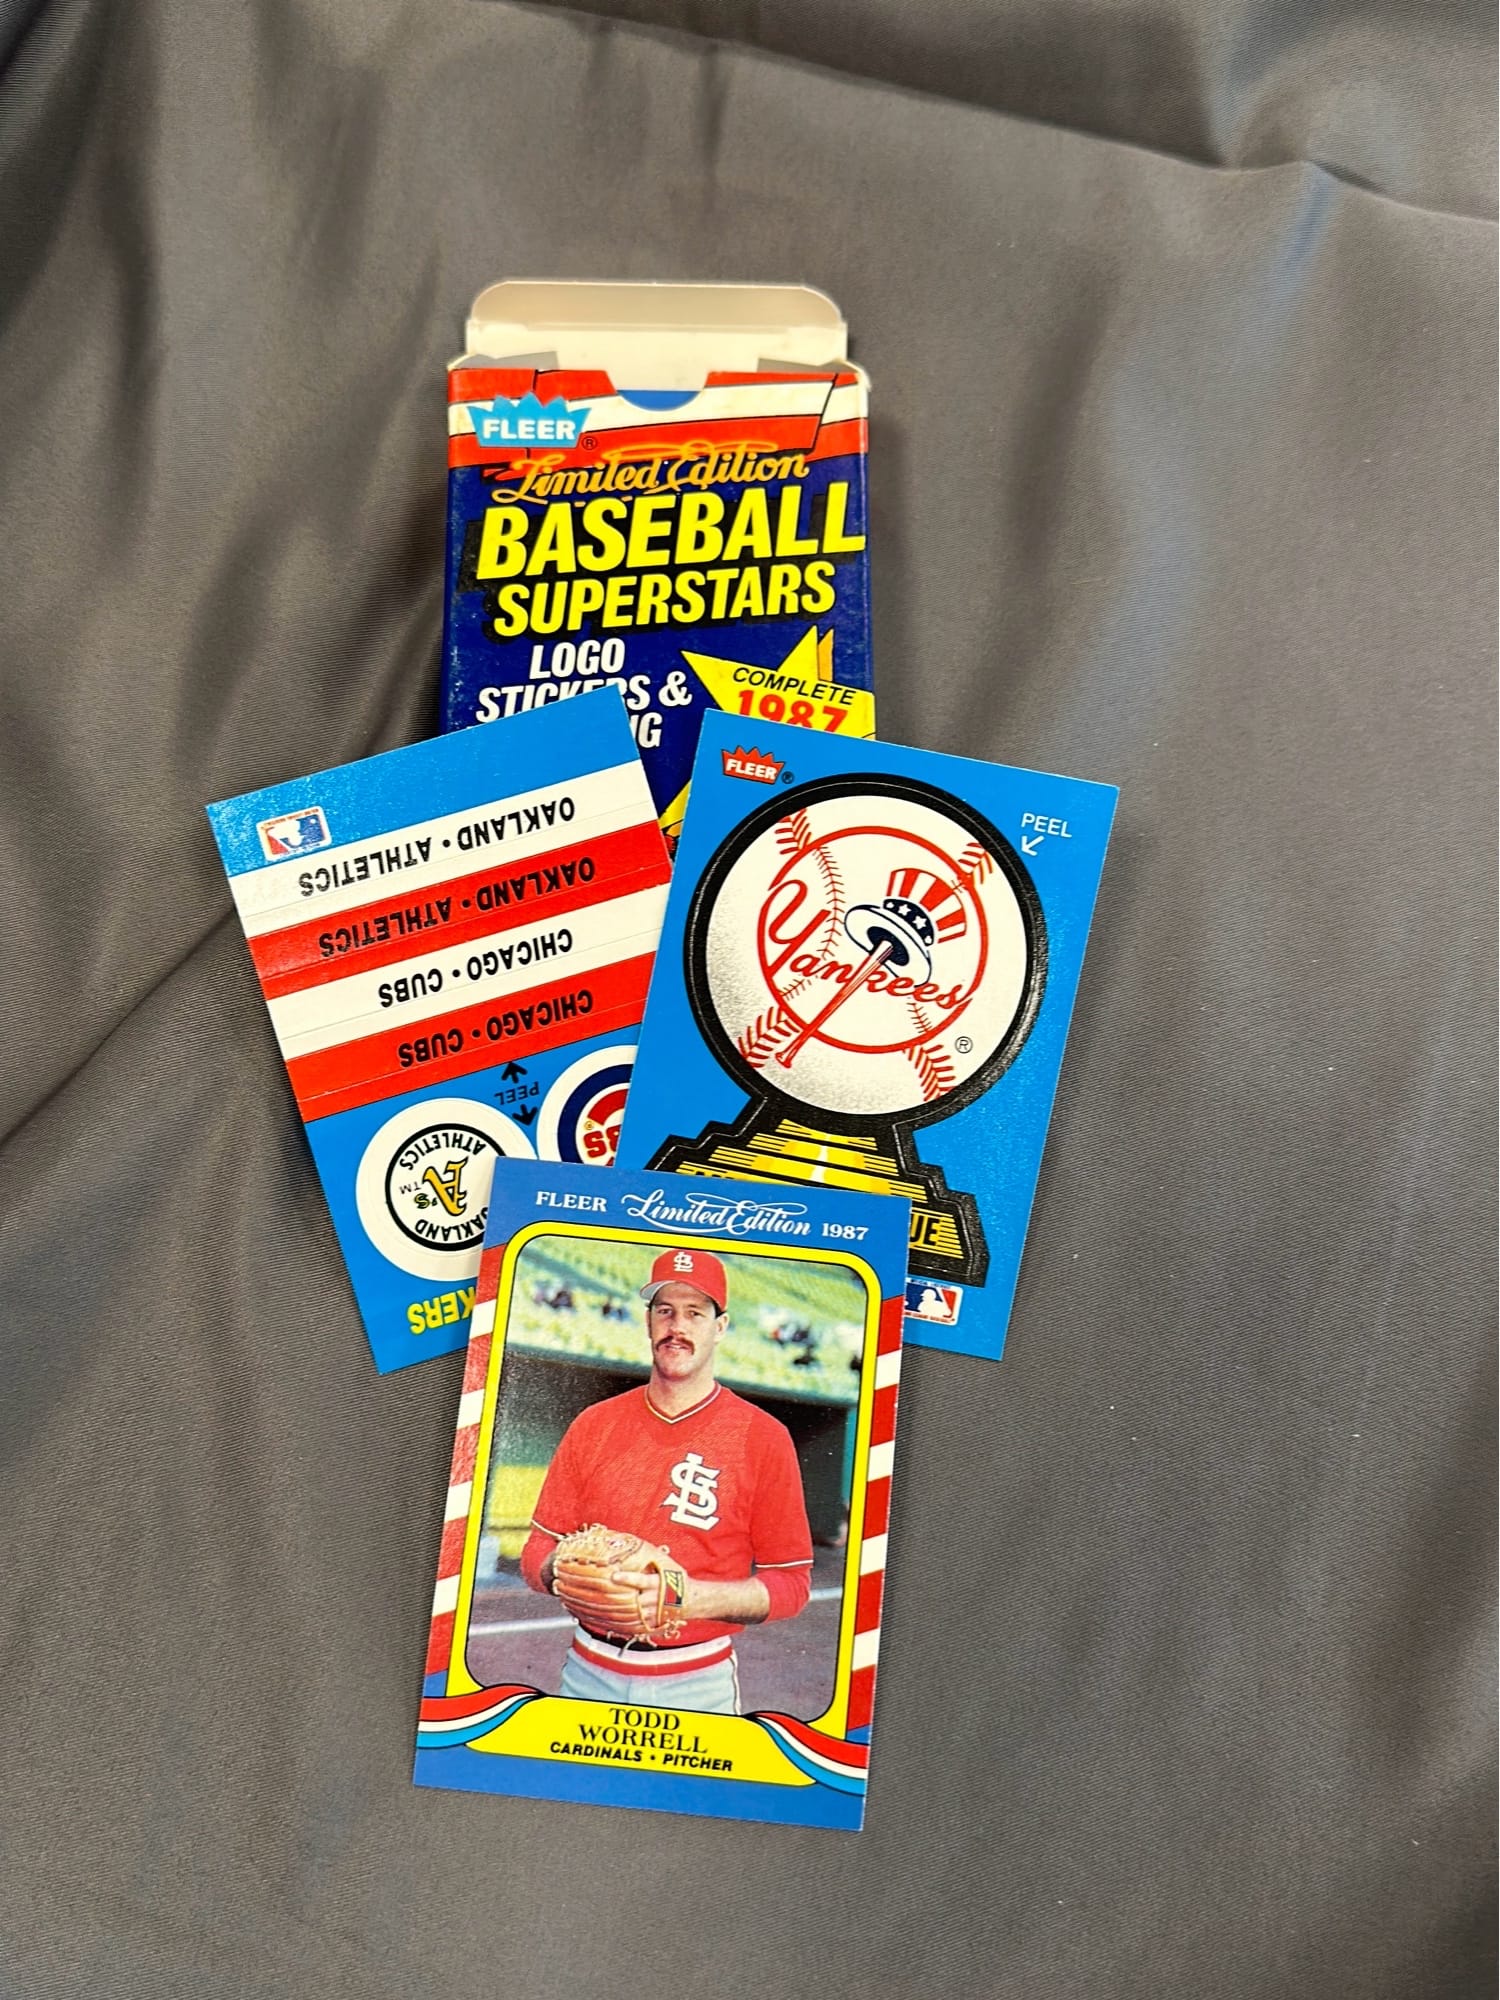 FLEER ®
Limited Edition
BASEBALL
SUPERSTARS
LOGO
STICKERS &
COMPLETE
1987
OAKLAND • ATHLETICS
OAKLAND • ATHLETICS
CHICAGO • CUBS
CHICAGO • CUBS
PEEL
OAKLAND ATHLETICS
A's ™
FLEER ®
PEEL
Yankees
®
FLEER Limited Edition 1987
TODD
WORRELL
CARDINALS • PITCHER